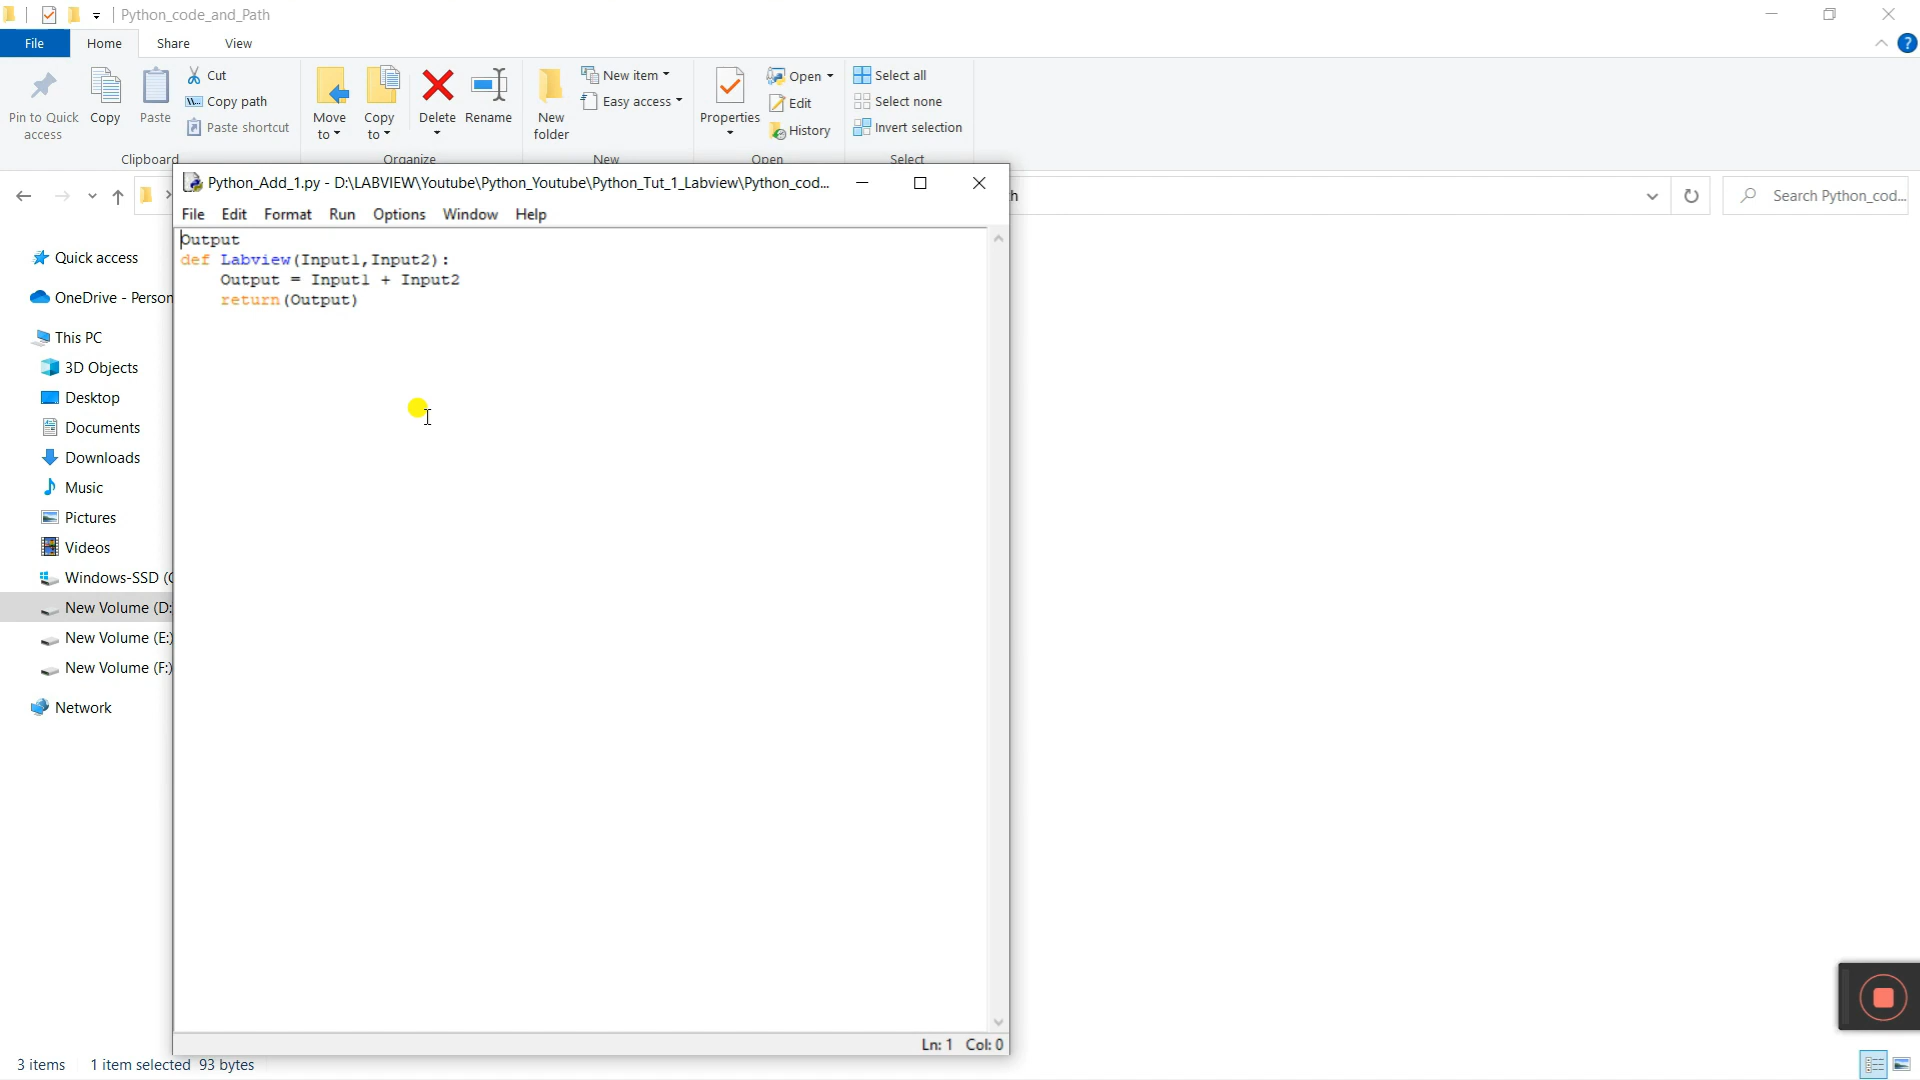 Python_code_and_Path
File Home Share View
Pin to Quick access
Copy
Paste
Cut
Copy path
Paste shortcut
Clipboard
Move to
Copy to
Delete
Rename
Organize
New folder
New item
Easy access
New
Properties
Open
Edit
History
Open
Select all
Select none
Invert selection
Select
h
Search Python_cod...
Python_Add_1.py - D:\LABVIEW\Youtube\Python_Youtube\Python_Tut_1_Labview\Python_cod...
File Edit Format Run Options Window Help
Output
def Labview(Input1,Input2):
    Output = Input1 + Input2
    return(Output)
Ln: 1 Col: 0
Quick access
OneDrive - Person
This PC
3D Objects
Desktop
Documents
Downloads
Music
Pictures
Videos
Windows-SSD (C
New Volume (D:
New Volume (E:)
New Volume (F:)
Network
3 items 1 item selected 93 bytes